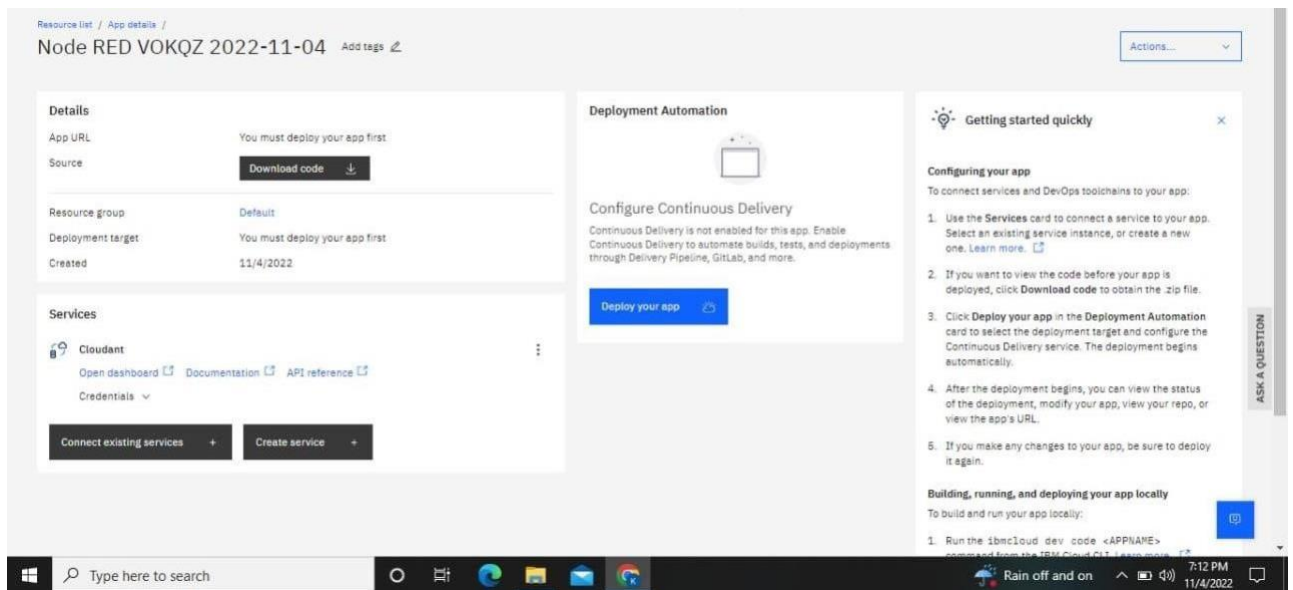 Resource list / App details /
Node RED VOKQZ 2022-11-04 Add tags
Actions...
Details
App URL You must deploy your app first
Source Download code
Resource group Default
Deployment target You must deploy your app first
Created 11/4/2022
Services
Cloudant
Open dashboard Documentation API reference
Credentials
Connect existing services + Create service +
Deployment Automation
Configure Continuous Delivery
Continuous Delivery is not enabled for this app. Enable
Continuous Delivery to automate builds, tests, and deployments
through Delivery Pipeline, GitLab, and more.
Deploy your app
Getting started quickly
Configuring your app
To connect services and DevOps toolchains to your app:
1. Use the Services card to connect a service to your app.
Select an existing service instance, or create a new
one. Learn more.
2. If you want to view the code before your app is
deployed, click Download code to obtain the .zip file.
3. Click Deploy your app in the Deployment Automation
card to select the deployment target and configure the
Continuous Delivery service. The deployment begins
automatically.
4. After the deployment begins, you can view the status
of the deployment, modify your app, view your repo, or
view the app's URL.
5. If you make any changes to your app, be sure to deploy
it again.
Building, running, and deploying your app locally
To build and run your app locally:
1. Run the ibmcloud dev code <APPNAME>
command from the IBM Cloud CLI. Learn more.
ASK A QUESTION
Type here to search
Rain off and on
7:12 PM
11/4/2022